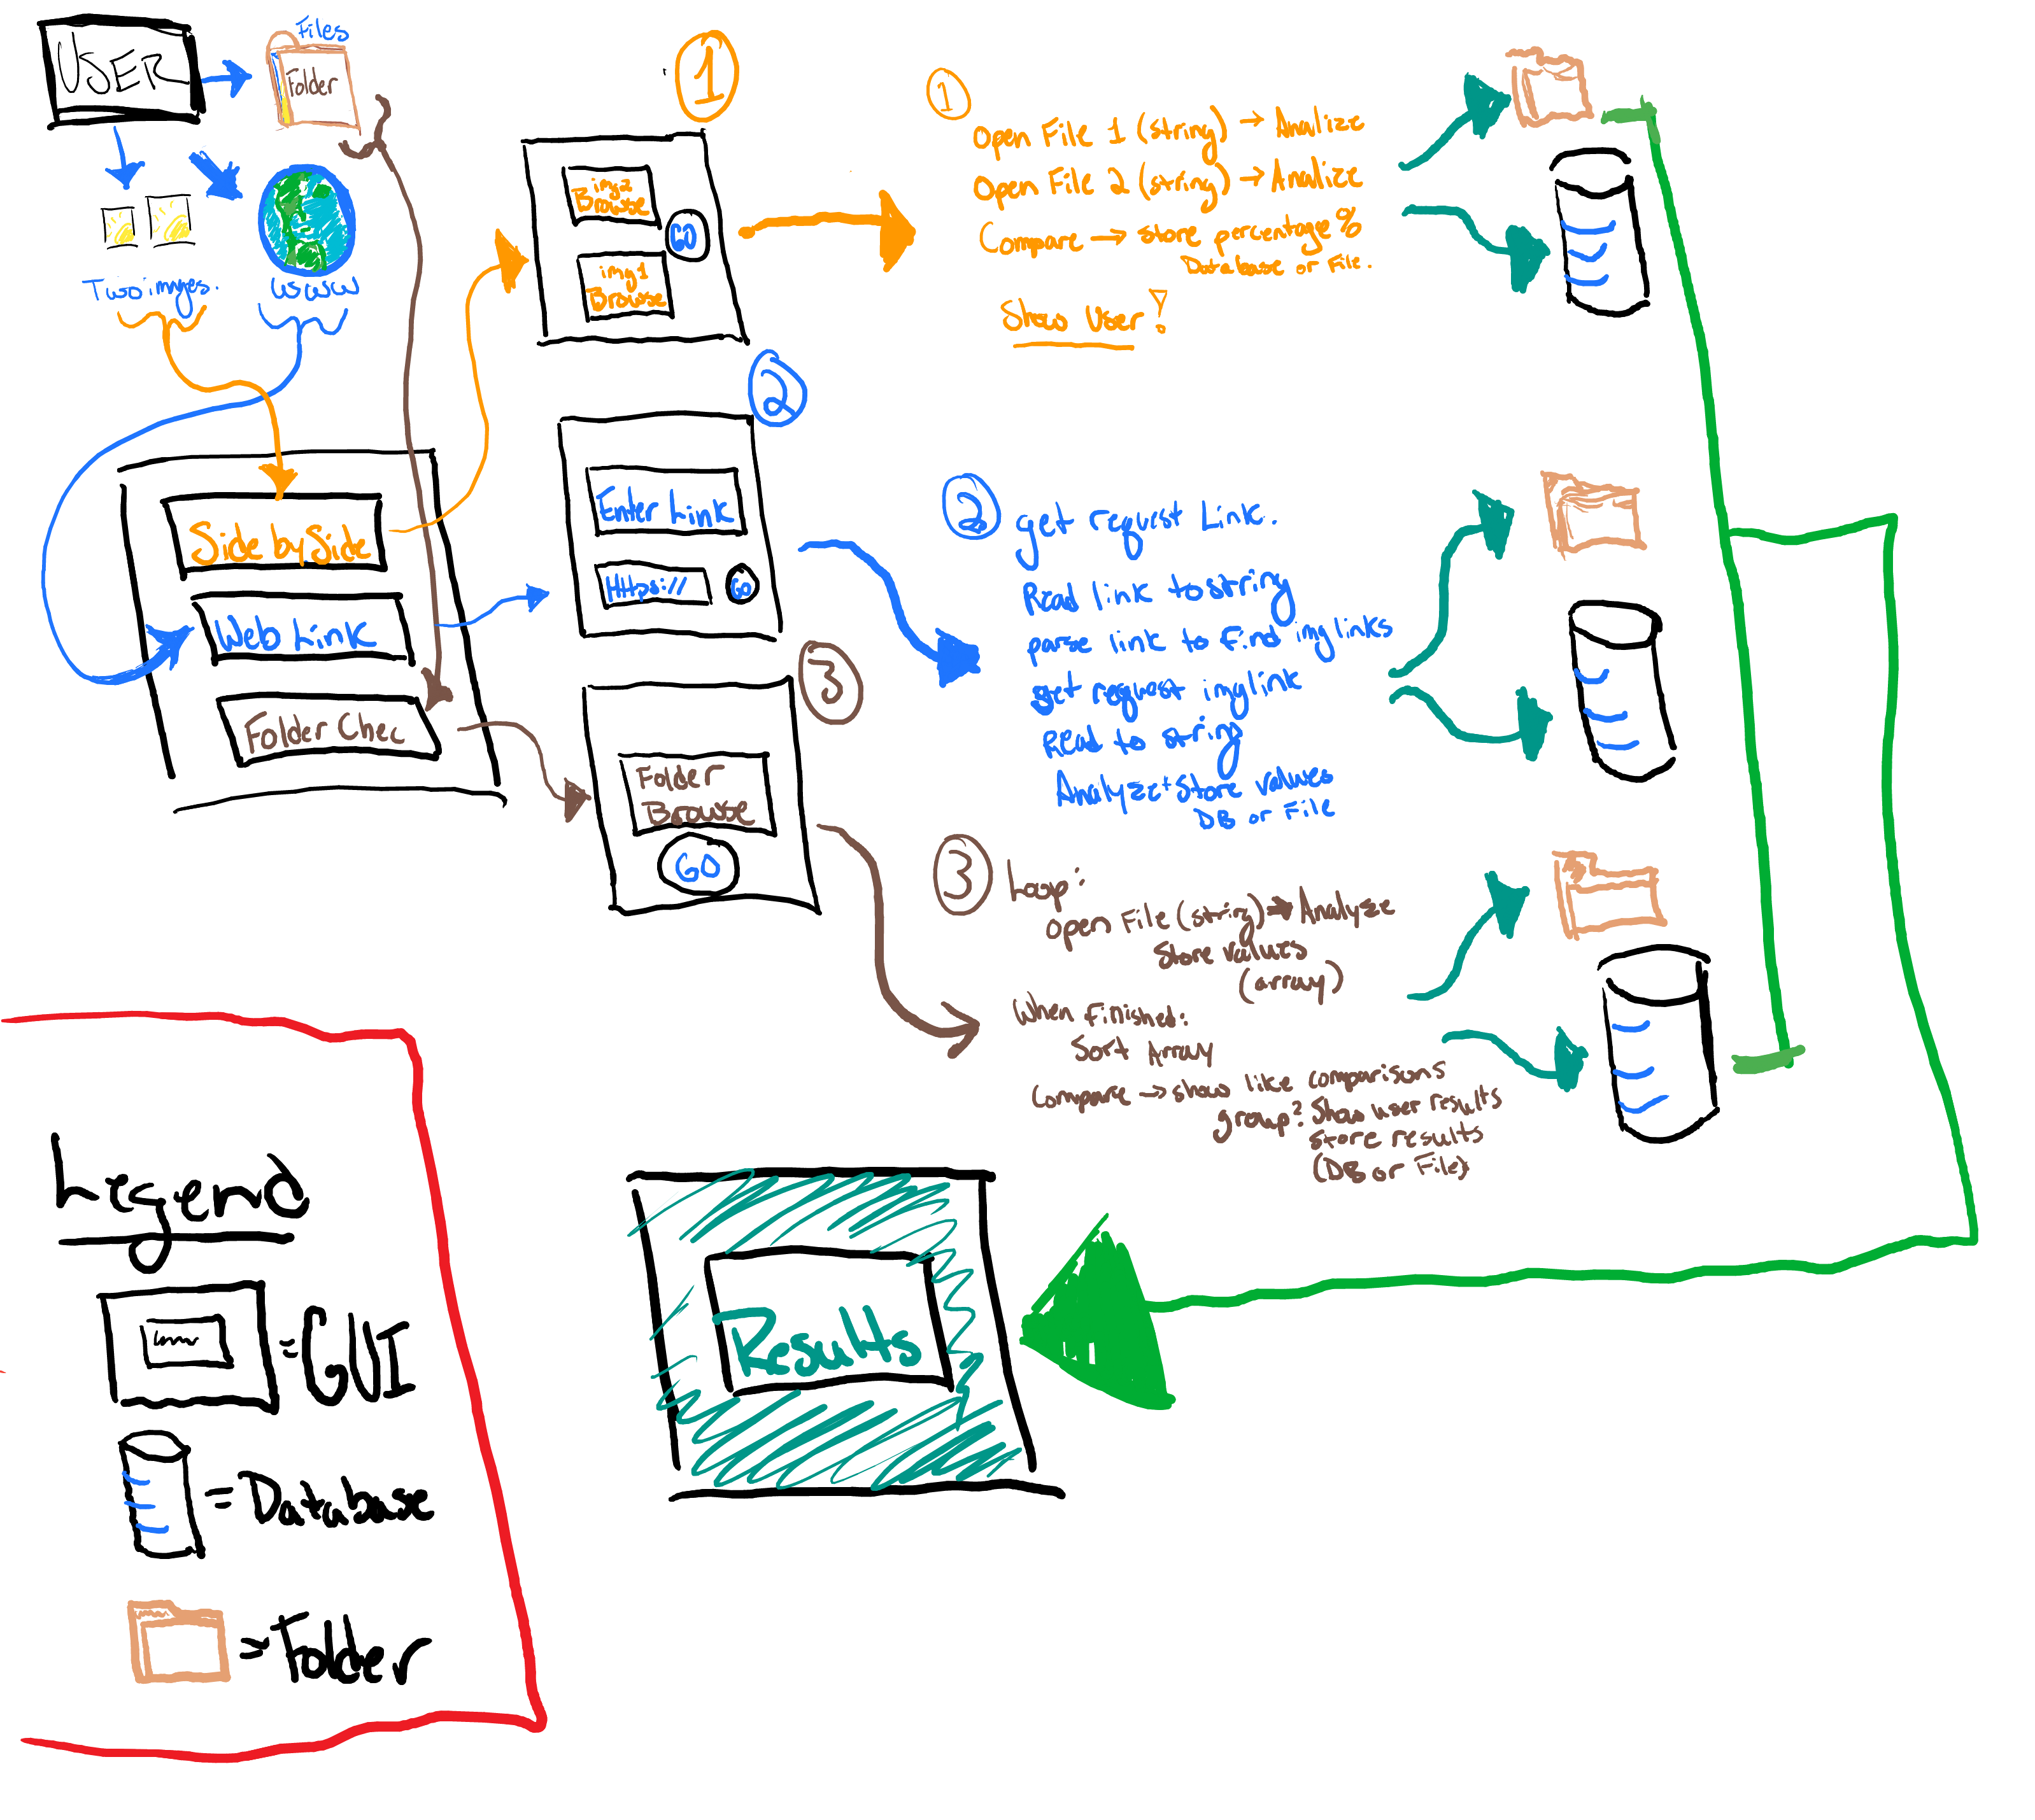 USER
Files
Folder
Two images.
WWW
Side by Side
Web Link
Folder Chec
1
img2
Browse
GO
img1
Browse
2
Enter Link
Https://
GO
3
Folder
Browse
GO
1
Open File 1 (string) → Analize
Open File 2 (string) → Analize
Compare → store percentage %
Database or File.
Show User!
2
get request Link.
Read link to string
parse link to find img links
get request imglink
Read to string
Analyze + Store values
DB or File
3
Loop:
open File (string) → Analyze
Store values
(array)
When finished:
Sort Array
Compare → show like comparisons
group? Show user results
Store results
(DB or File)
Results
Legend
=GUI
=Database
=Folder